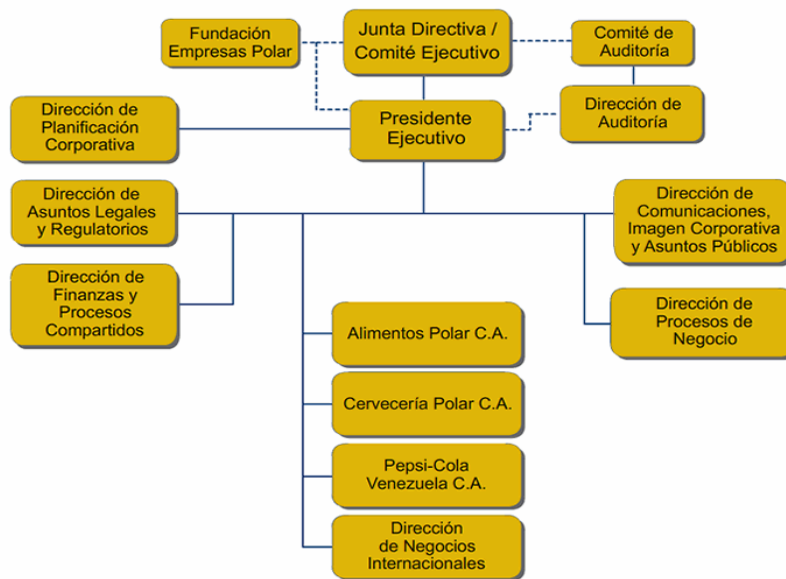 Fundación
Empresas Polar
Junta Directiva /
Comité Ejecutivo
Comité de
Auditoría
Dirección de
Planificación
Corporativa
Presidente
Ejecutivo
Dirección de
Auditoría
Dirección de
Asuntos Legales
y Regulatorios
Dirección de
Comunicaciones,
Imagen Corporativa
y Asuntos Públicos
Dirección de
Finanzas y
Procesos
Compartidos
Dirección de
Procesos de
Negocio
Alimentos Polar C.A.
Cervecería Polar C.A.
Pepsi-Cola
Venezuela C.A.
Dirección
de Negocios
Internacionales